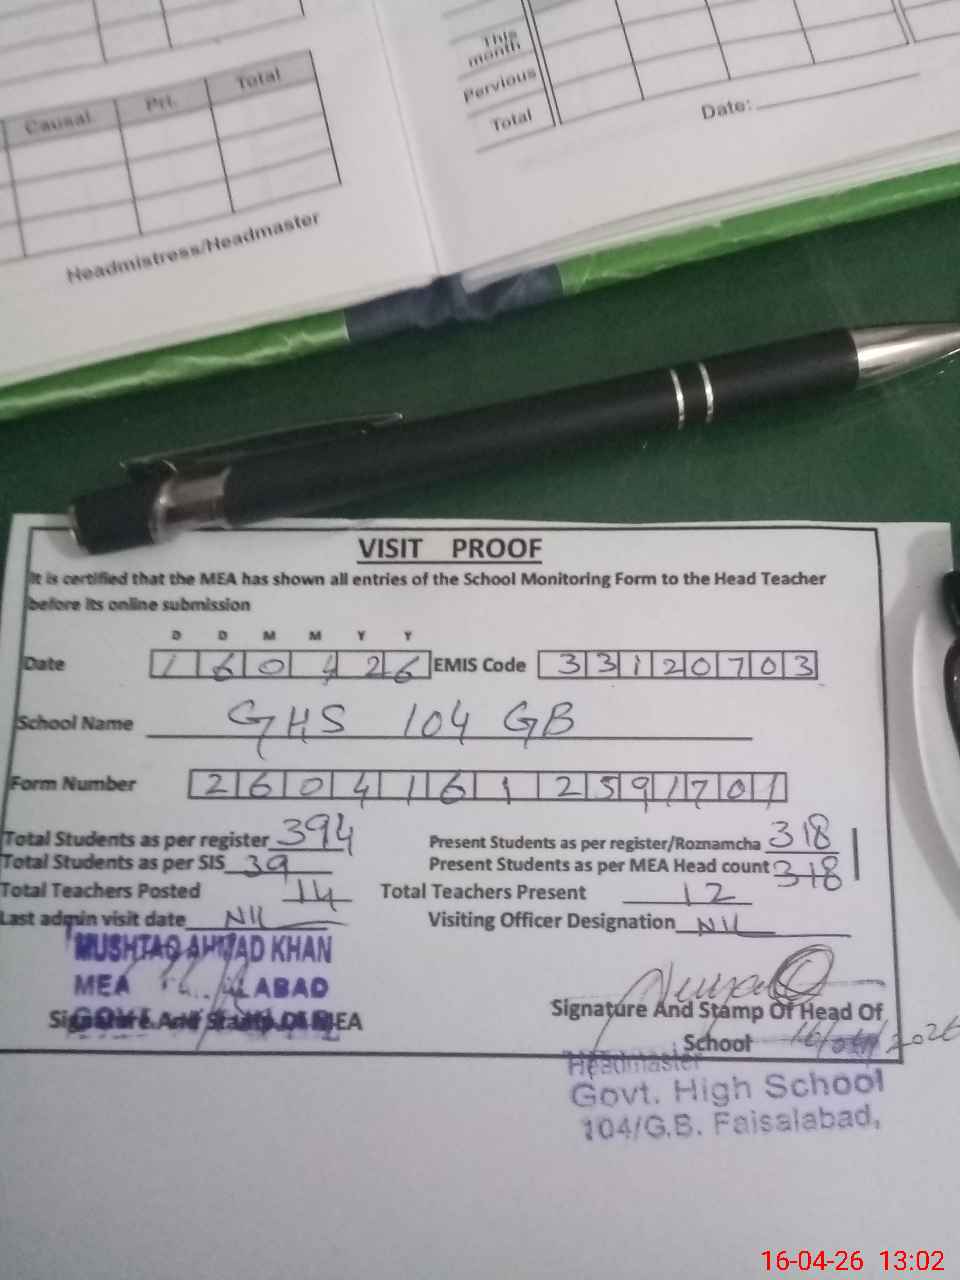 Causal Pri. Total
Headmistress/Headmaster
This month
Pervious
Total
Date:
VISIT PROOF
It is certified that the MEA has shown all entries of the School Monitoring Form to the Head Teacher
before its online submission
D D M M Y Y
Date 1 6 0 4 2 6 EMIS Code 3 3 1 2 0 7 0 3
School Name GHS 104 GB
Form Number 2 6 0 4 1 6 1 2 5 9 1 7 0 1
Total Students as per register 394 Present Students as per register/Roznamcha 318
Total Students as per SIS 39 Present Students as per MEA Head count 318
Total Teachers Posted 14 Total Teachers Present 12
Last admin visit date NIL Visiting Officer Designation NIL
MUSHTAQ AHMAD KHAN
MEA
Signature And Stamp Of MEA
Signature And Stamp Of Head Of
School 16/04/2026
Headmaster
Govt. High School
104/G.B. Faisalabad,
16-04-26 13:02